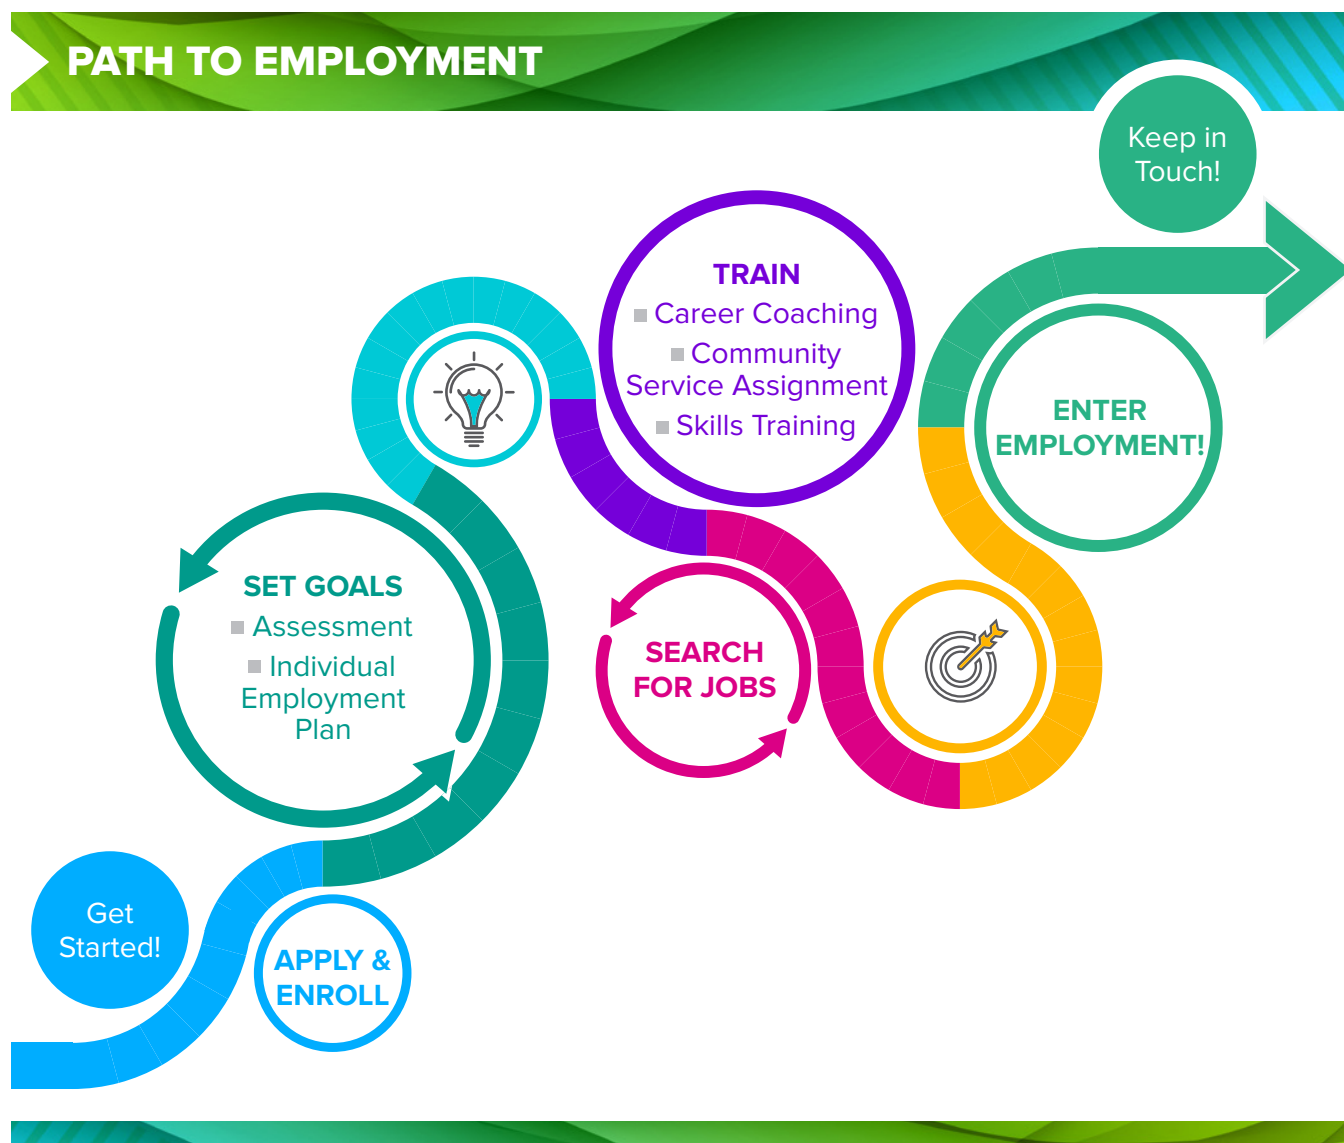 PATH TO EMPLOYMENT
Keep in
Touch!
TRAIN
Career Coaching
Community
Service Assignment
Skills Training
ENTER
EMPLOYMENT!
SET GOALS
Assessment
Individual
Employment
Plan
SEARCH
FOR JOBS
Get
Started!
APPLY &
ENROLL